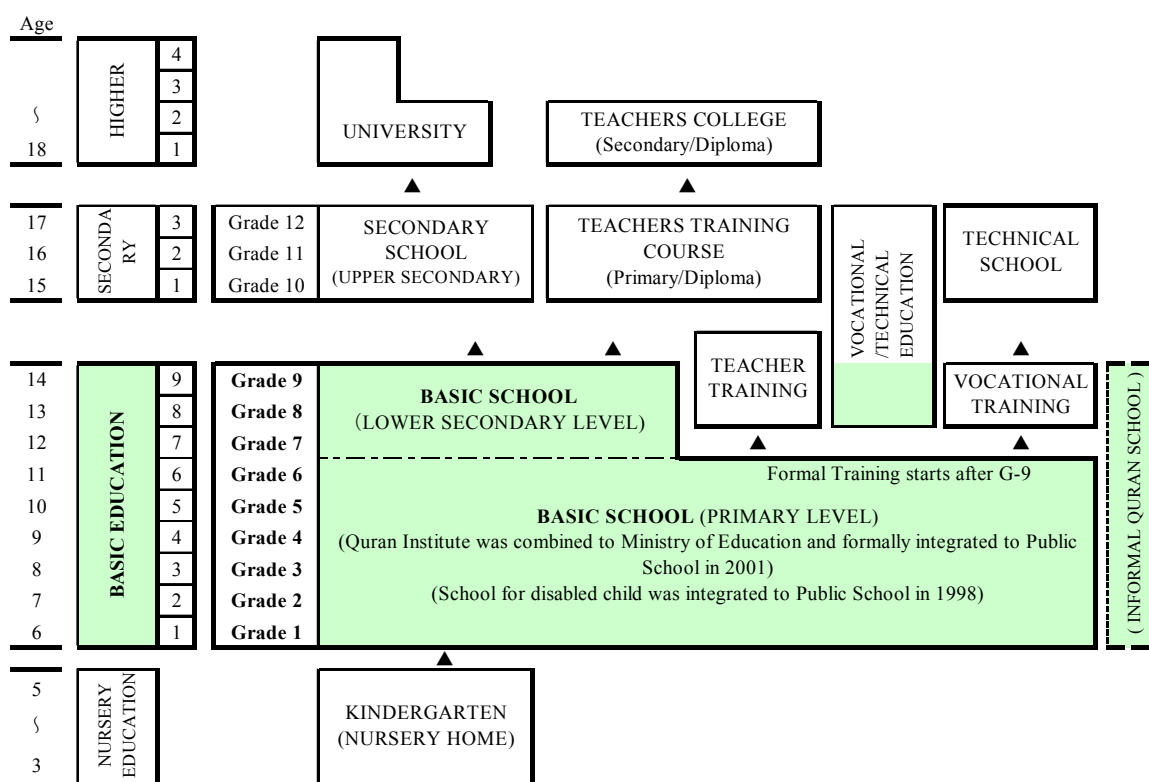 Age
HIGHER
4
3
2
1
∫
18
UNIVERSITY
TEACHERS COLLEGE
(Secondary/Diploma)
▲
▲
17
16
15
SECONDA
RY
3
2
1
Grade 12
Grade 11
Grade 10
SECONDARY
SCHOOL
(UPPER SECONDARY)
TEACHERS TRAINING
COURSE
(Primary/Diploma)
VOCATIONAL
/TECHNICAL
EDUCATION
TECHNICAL
SCHOOL
▲
▲
▲
14
13
12
11
10
9
8
7
6
BASIC EDUCATION
9
8
7
6
5
4
3
2
1
Grade 9
Grade 8
Grade 7
Grade 6
Grade 5
Grade 4
Grade 3
Grade 2
Grade 1
BASIC SCHOOL
(LOWER SECONDARY LEVEL)
TEACHER
TRAINING
VOCATIONAL
TRAINING
▲
▲
Formal Training starts after G-9
BASIC SCHOOL (PRIMARY LEVEL)
(Quran Institute was combined to Ministry of Education and formally integrated to Public
School in 2001)
(School for disabled child was integrated to Public School in 1998)
( INFORMAL QURAN SCHOOL )
▲
5
∫
3
NURSERY
EDUCATION
KINDERGARTEN
(NURSERY HOME)